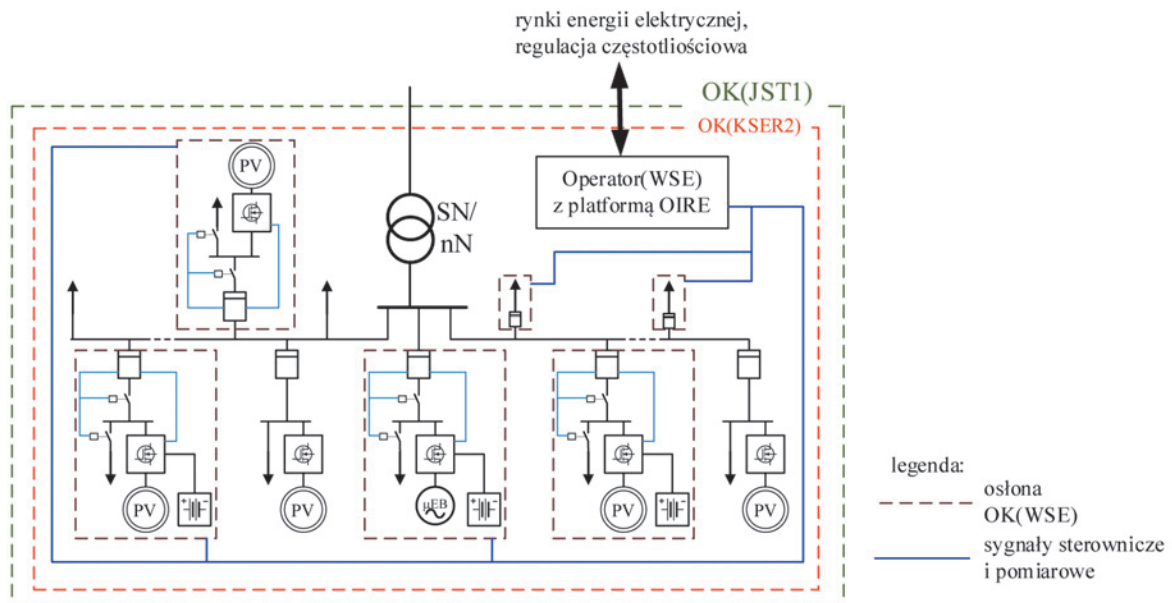 rynki energii elektrycznej,
regulacja częstotliościowa
OK(JST1)
OK(KSER2)
PV
SN/
nN
Operator(WSE)
z platformą OIRE
PV
PV
μEB
PV
PV
legenda:
osłona
OK(WSE)
sygnały sterownicze
i pomiarowe